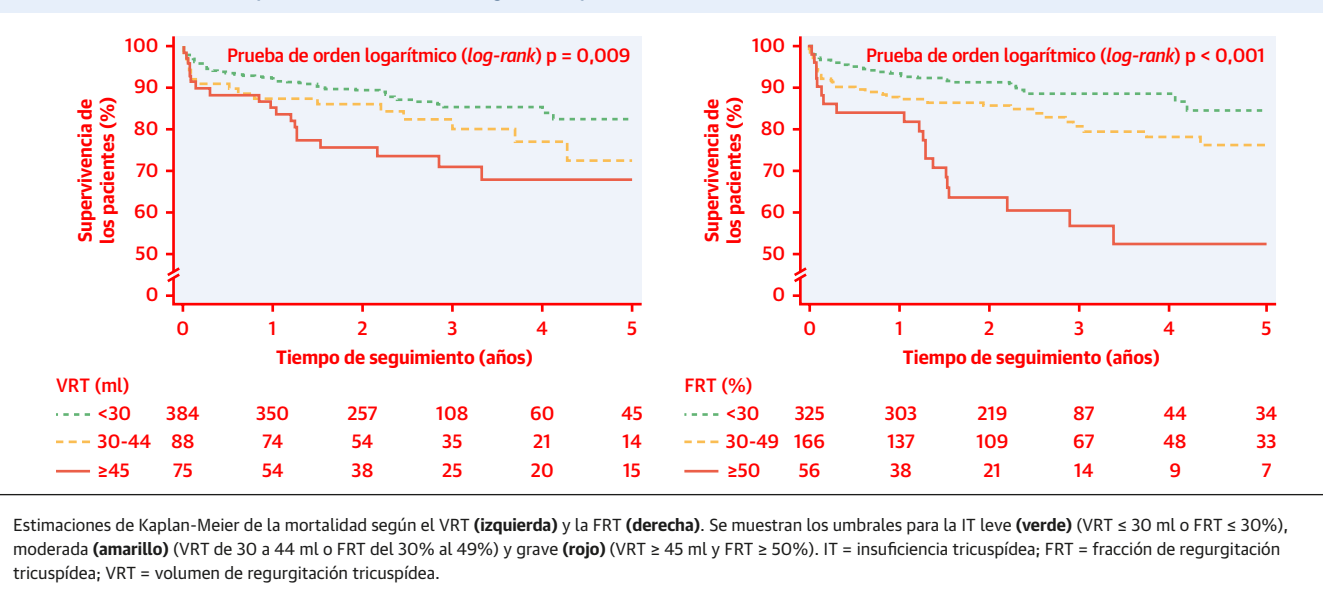 Prueba de orden logarítmico (log-rank) p = 0,009
Supervivencia de
los pacientes (%)
100
90
80
70
60
50
0
0 1 2 3 4 5
Tiempo de seguimiento (años)
VRT (ml)
<30 384 350 257 108 60 45
30-44 88 74 54 35 21 14
≥45 75 54 38 25 20 15
Prueba de orden logarítmico (log-rank) p < 0,001
Supervivencia de
los pacientes (%)
100
90
80
70
60
50
0
0 1 2 3 4 5
Tiempo de seguimiento (años)
FRT (%)
<30 325 303 219 87 44 34
30-49 166 137 109 67 48 33
≥50 56 38 21 14 9 7
Estimaciones de Kaplan-Meier de la mortalidad según el VRT (izquierda) y la FRT (derecha). Se muestran los umbrales para la IT leve (verde) (VRT ≤ 30 ml o FRT ≤ 30%),
moderada (amarillo) (VRT de 30 a 44 ml o FRT del 30% al 49%) y grave (rojo) (VRT ≥ 45 ml y FRT ≥ 50%). IT = insuficiencia tricuspídea; FRT = fracción de regurgitación
tricuspídea; VRT = volumen de regurgitación tricuspídea.